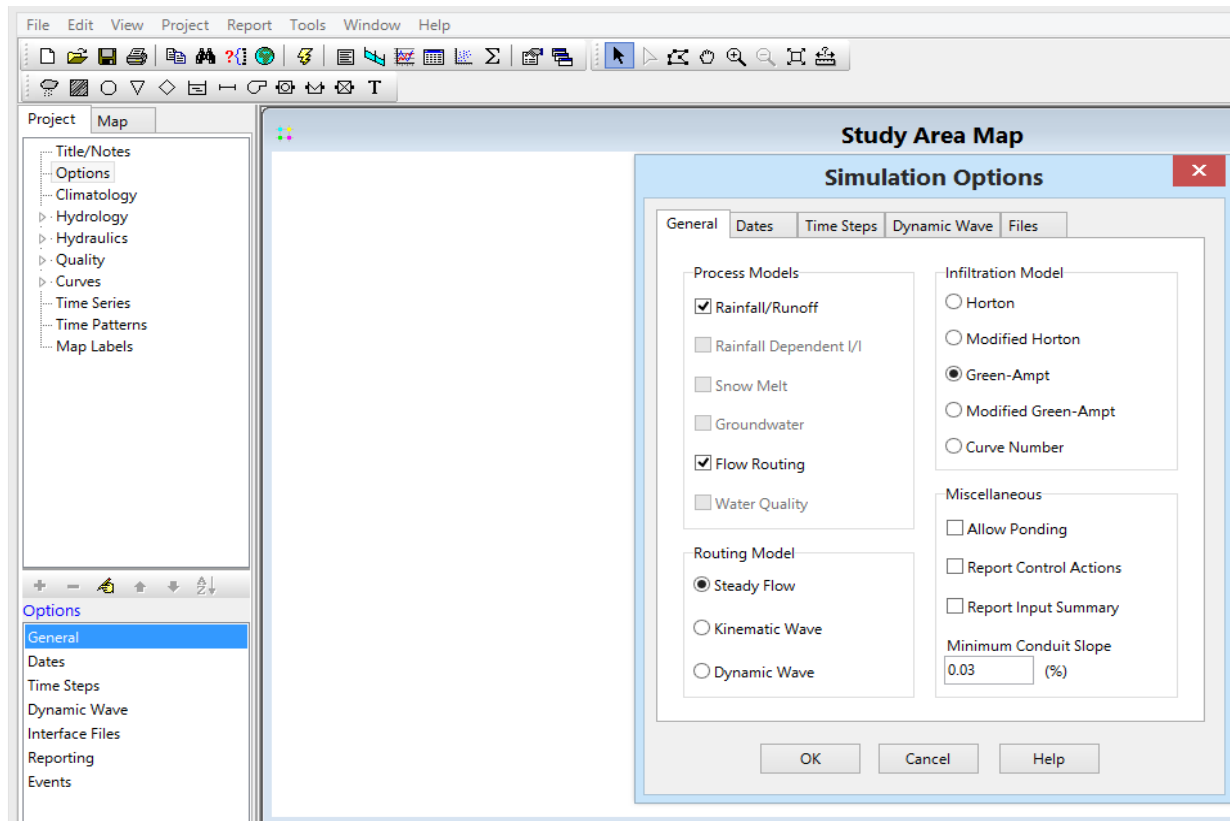 File Edit View Project Report Tools Window Help
T
Project Map
Title/Notes
Options
Climatology
Hydrology
Hydraulics
Quality
Curves
Time Series
Time Patterns
Map Labels
Options
General
Dates
Time Steps
Dynamic Wave
Interface Files
Reporting
Events
Study Area Map
Simulation Options
General Dates Time Steps Dynamic Wave Files
Process Models
Rainfall/Runoff
Rainfall Dependent I/I
Snow Melt
Groundwater
Flow Routing
Water Quality
Routing Model
Steady Flow
Kinematic Wave
Dynamic Wave
Infiltration Model
Horton
Modified Horton
Green-Ampt
Modified Green-Ampt
Curve Number
Miscellaneous
Allow Ponding
Report Control Actions
Report Input Summary
Minimum Conduit Slope
0.03 (%)
OK Cancel Help